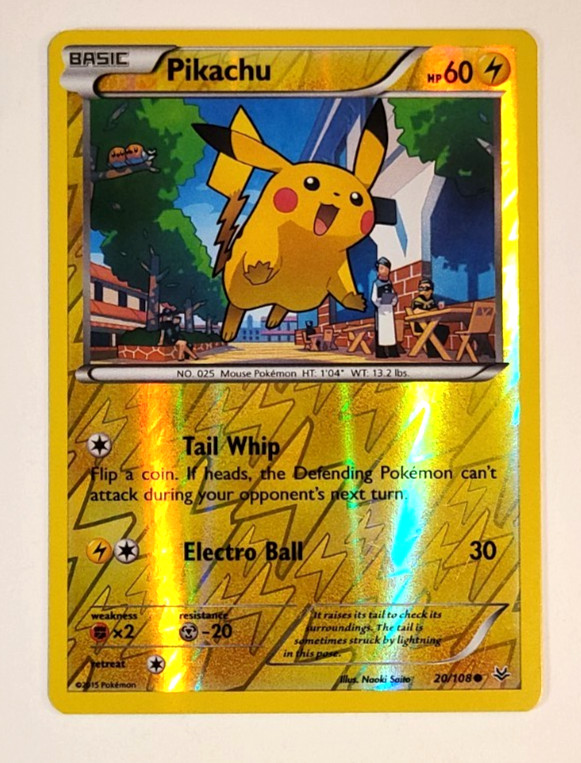 BASIC
Pikachu
HP60
NO. 025 Mouse Pokémon HT: 1'04" WT: 13.2 lbs.
Tail Whip
Flip a coin. If heads, the Defending Pokémon can't
attack during your opponent's next turn.
Electro Ball 30
weakness resistance
×2 -20
It raises its tail to check its
surroundings. The tail is
sometimes struck by lightning
in this pose.
retreat
©2015 Pokémon
Illus. Naoki Saito
20/108